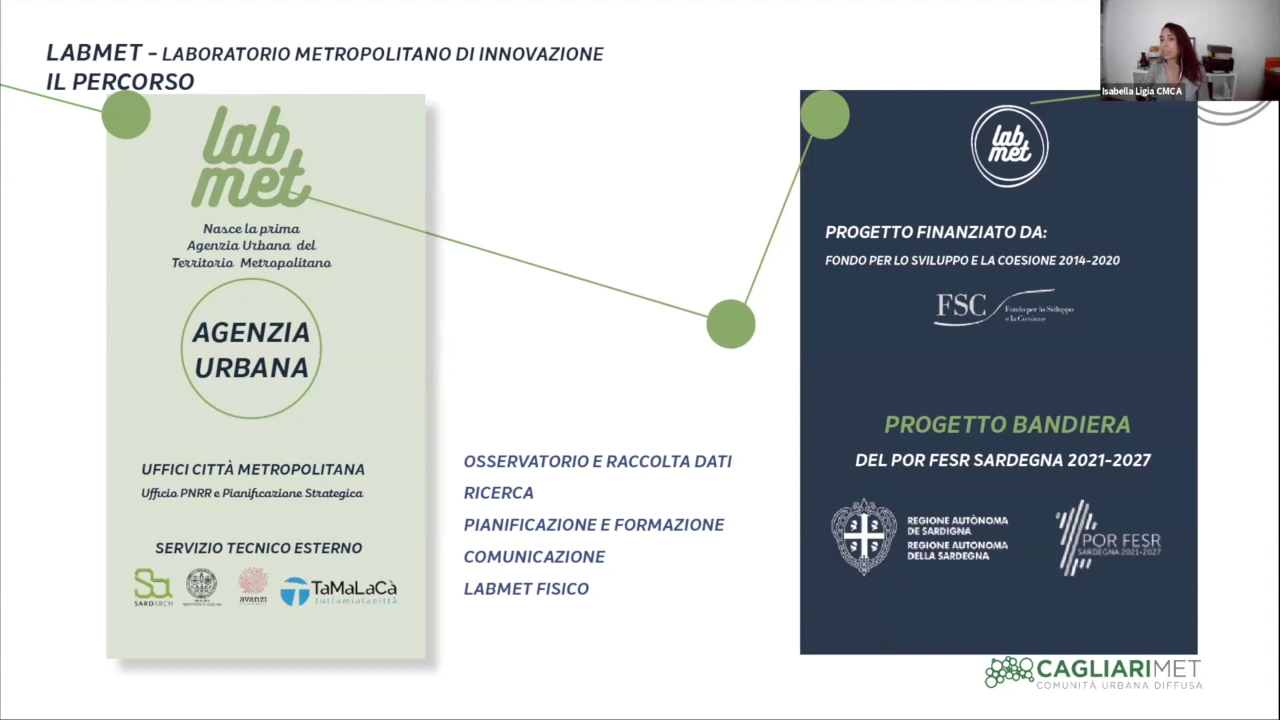 LABMET - LABORATORIO METROPOLITANO DI INNOVAZIONE
IL PERCORSO
Isabella Ligia CMCA
lab
met
Nasce la prima
Agenzia Urbana del
Territorio Metropolitano
AGENZIA
URBANA
UFFICI CITTÀ METROPOLITANA
Ufficio PNRR e Pianificazione Strategica
SERVIZIO TECNICO ESTERNO
SARDARCH
avanzi
TaMaLaCà
tuttamialacittà
OSSERVATORIO E RACCOLTA DATI
RICERCA
PIANIFICAZIONE E FORMAZIONE
COMUNICAZIONE
LABMET FISICO
lab
met
PROGETTO FINANZIATO DA:
FONDO PER LO SVILUPPO E LA COESIONE 2014-2020
FSC
Fondo per lo Sviluppo
e la Coesione
PROGETTO BANDIERA
DEL POR FESR SARDEGNA 2021-2027
REGIONE AUTÒNOMA
DE SARDIGNA
REGIONE AUTONOMA
DELLA SARDEGNA
POR FESR
SARDEGNA 2021-2027
CAGLIARIMET
COMUNITÀ URBANA DIFFUSA